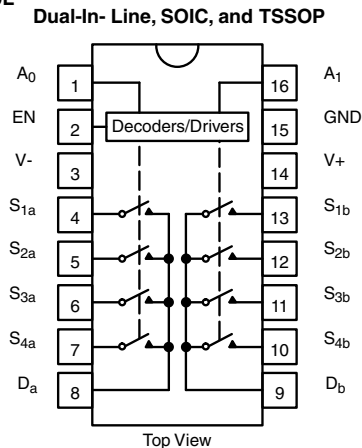 Dual-In- Line, SOIC, and TSSOP
A0 1 16 A1
EN 2 Decoders/Drivers 15 GND
V- 3 14 V+
S1a 4 13 S1b
S2a 5 12 S2b
S3a 6 11 S3b
S4a 7 10 S4b
Da 8 9 Db
Top View